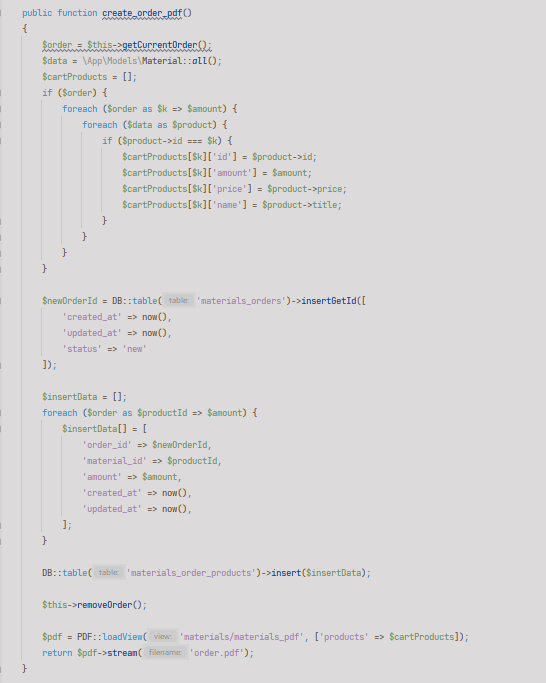 public function create_order_pdf()
{
    $order = $this->getCurrentOrder();
    $data = \App\Models\Material::all();
    $cartProducts = [];
    if ($order) {
        foreach ($order as $k => $amount) {
            foreach ($data as $product) {
                if ($product->id === $k) {
                    $cartProducts[$k]['id'] = $product->id;
                    $cartProducts[$k]['amount'] = $amount;
                    $cartProducts[$k]['price'] = $product->price;
                    $cartProducts[$k]['name'] = $product->title;
                }
            }
        }
    }
    $newOrderId = DB::table( table: 'materials_orders')->insertGetId([
        'created_at' => now(),
        'updated_at' => now(),
        'status' => 'new'
    ]);
    $insertData = [];
    foreach ($order as $productId => $amount) {
        $insertData[] = [
            'order_id' => $newOrderId,
            'material_id' => $productId,
            'amount' => $amount,
            'created_at' => now(),
            'updated_at' => now(),
        ];
    }
    DB::table( table: 'materials_order_products')->insert($insertData);
    $this->removeOrder();
    $pdf = PDF::loadView( view: 'materials/materials_pdf', ['products' => $cartProducts]);
    return $pdf->stream( filename: 'order.pdf');
}